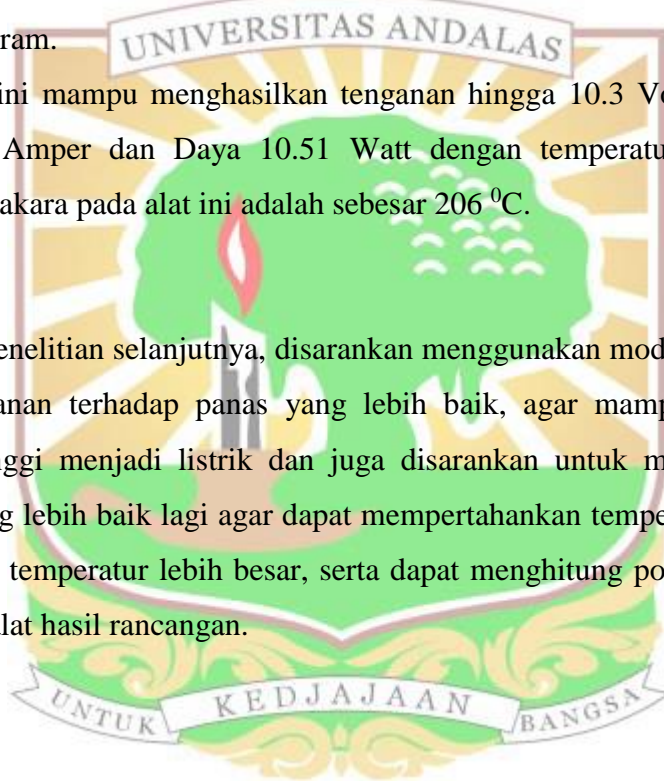 ram.
UNIVERSITAS ANDALAS
ini mampu menghasilkan tenganan hingga 10.3 Vo
Amper dan Daya 10.51 Watt dengan temperatu
akara pada alat ini adalah sebesar 206 ⁰C.
enelitian selanjutnya, disarankan menggunakan mod
anan terhadap panas yang lebih baik, agar mamp
nggi menjadi listrik dan juga disarankan untuk m
g lebih baik lagi agar dapat mempertahankan tempe
temperatur lebih besar, serta dapat menghitung po
alat hasil rancangan.
UNTUK KEDJAJAAN BANGSA